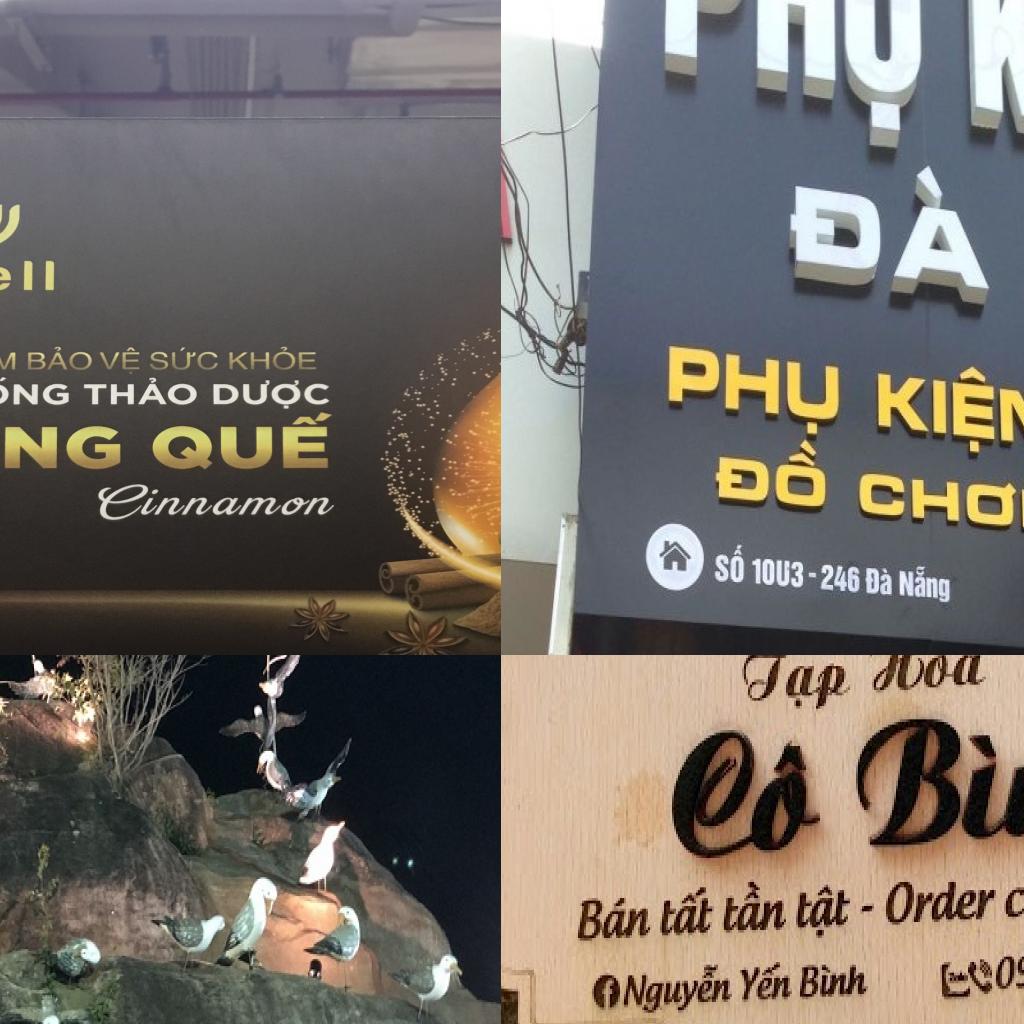 ell
M BẢO VỆ SỨC KHỎE
ỐNG THẢO DƯỢC
NG QUẾ
Cinnamon
PHỤ K
ĐÀ
PHỤ KIỆN
ĐỒ CHƠI
SỐ 10U3 - 246 Đà Nẵng
Tạp Hóa
Cô Bìn
Bán tất tần tật - Order c
Nguyễn Yến Bình
09